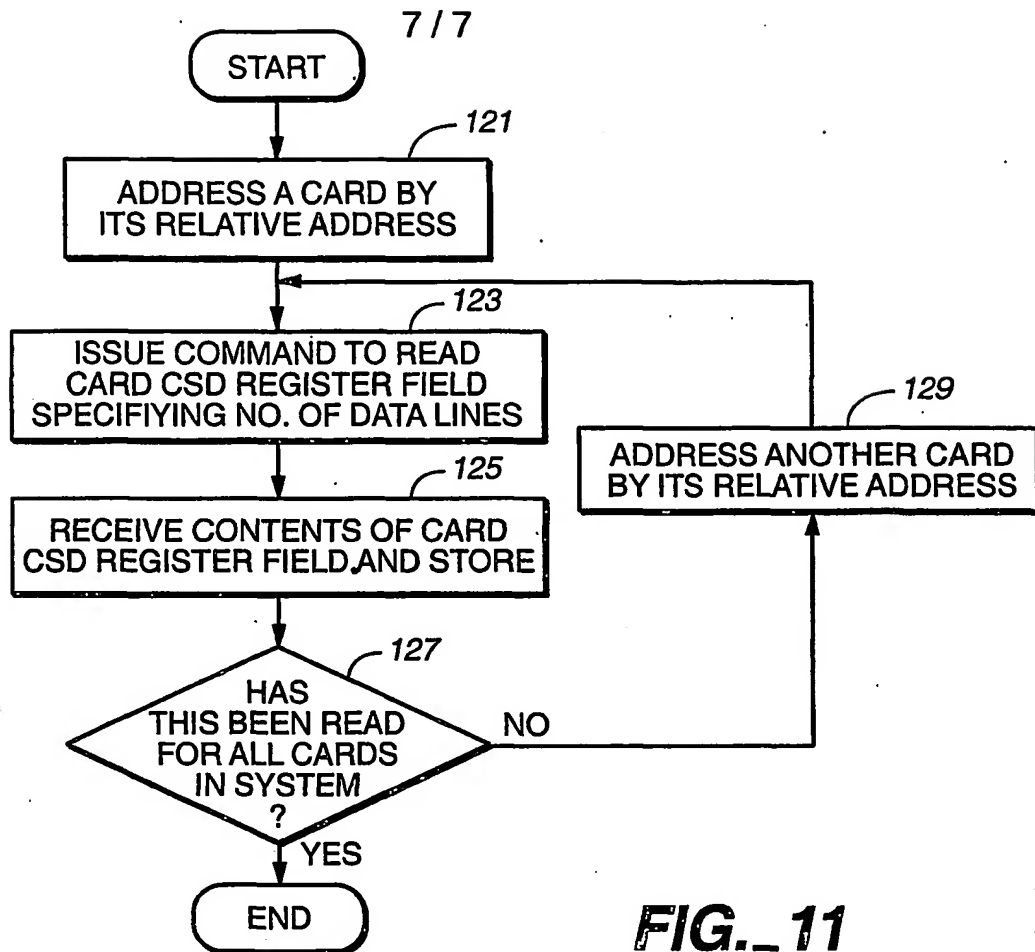 7 / 7
START
121
ADDRESS A CARD BY
ITS RELATIVE ADDRESS
123
ISSUE COMMAND TO READ
CARD CSD REGISTER FIELD
SPECIFIYING NO. OF DATA LINES
129
ADDRESS ANOTHER CARD
BY ITS RELATIVE ADDRESS
125
RECEIVE CONTENTS OF CARD
CSD REGISTER FIELD AND STORE
127
HAS
THIS BEEN READ
FOR ALL CARDS
IN SYSTEM
?
NO
YES
END
FIG._11